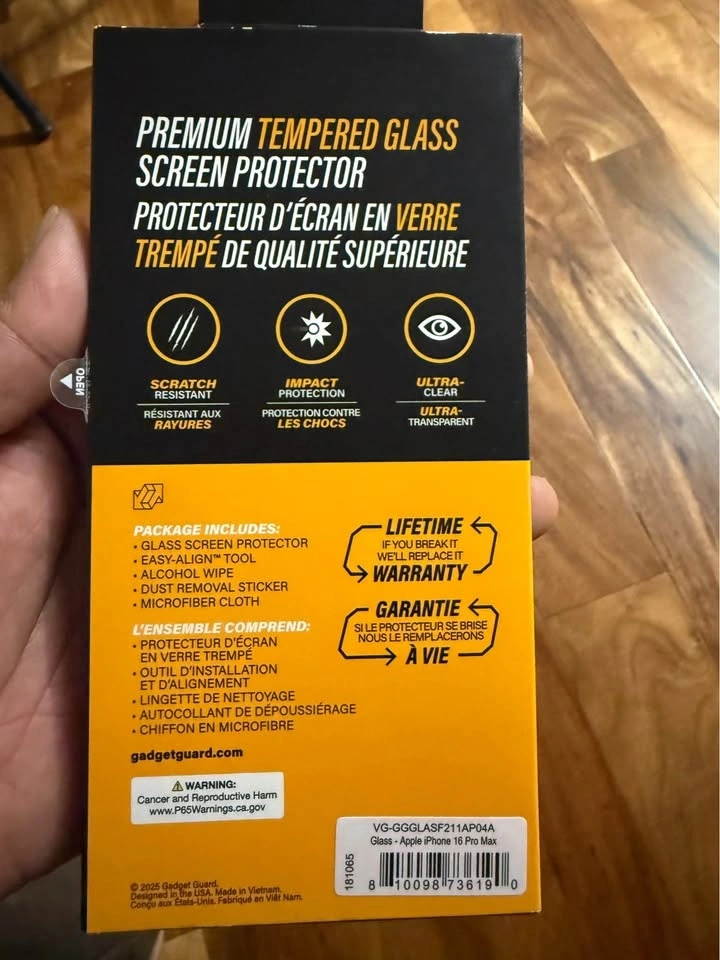 PREMIUM TEMPERED GLASS
SCREEN PROTECTOR
PROTECTEUR D'ÉCRAN EN VERRE
TREMPÉ DE QUALITÉ SUPÉRIEURE
SCRATCH
RESISTANT
RÉSISTANT AUX
RAYURES
IMPACT
PROTECTION
PROTECTION CONTRE
LES CHOCS
ULTRA-
CLEAR
ULTRA-
TRANSPARENT
OPEN
PACKAGE INCLUDES:
• GLASS SCREEN PROTECTOR
• EASY-ALIGN™ TOOL
• ALCOHOL WIPE
• DUST REMOVAL STICKER
• MICROFIBER CLOTH
L'ENSEMBLE COMPREND:
• PROTECTEUR D'ÉCRAN
EN VERRE TREMPÉ
• OUTIL D'INSTALLATION
ET D'ALIGNEMENT
• LINGETTE DE NETTOYAGE
• AUTOCOLLANT DE DÉPOUSSIÉRAGE
• CHIFFON EN MICROFIBRE
LIFETIME
IF YOU BREAK IT
WE'LL REPLACE IT
WARRANTY
GARANTIE
SI LE PROTECTEUR SE BRISE
NOUS LE REMPLACERONS
À VIE
gadgetguard.com
⚠ WARNING:
Cancer and Reproductive Harm
www.P65Warnings.ca.gov
VG-GGGLASF211AP04A
Glass - Apple iPhone 16 Pro Max
181065
8 10098 73619 0
© 2025 Gadget Guard.
Designed in the USA. Made in Vietnam.
Conçu aux États-Unis. Fabriqué en Viêt Nam.